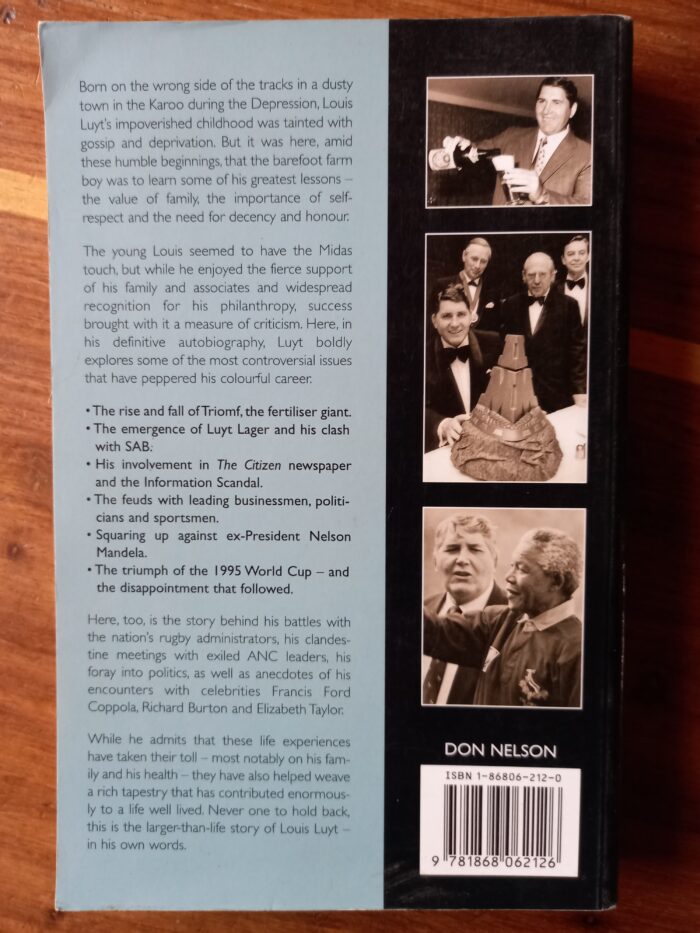 Born on the wrong side of the tracks in a dusty
town in the Karoo during the Depression, Louis
Luyt's impoverished childhood was tainted with
gossip and deprivation. But it was here, amid
these humble beginnings, that the barefoot farm
boy was to learn some of his greatest lessons –
the value of family, the importance of self-
respect and the need for decency and honour.
The young Louis seemed to have the Midas
touch, but while he enjoyed the fierce support
of his family and associates and widespread
recognition for his philanthropy, success
brought with it a measure of criticism. Here, in
his definitive autobiography, Luyt boldly
explores some of the most controversial issues
that have peppered his colourful career.
• The rise and fall of Triomf, the fertiliser giant.
• The emergence of Luyt Lager and his clash
with SAB.
• His involvement in The Citizen newspaper
and the Information Scandal.
• The feuds with leading businessmen, politi-
cians and sportsmen.
• Squaring up against ex-President Nelson
Mandela.
• The triumph of the 1995 World Cup – and
the disappointment that followed.
Here, too, is the story behind his battles with
the nation's rugby administrators, his clandes-
tine meetings with exiled ANC leaders, his
foray into politics, as well as anecdotes of his
encounters with celebrities Francis Ford
Coppola, Richard Burton and Elizabeth Taylor.
While he admits that these life experiences
have taken their toll – most notably on his fam-
ily and his health – they have also helped weave
a rich tapestry that has contributed enormous-
ly to a life well lived. Never one to hold back,
this is the larger-than-life story of Louis Luyt –
in his own words.
DON NELSON
ISBN 1-86806-212-0
9 781868 062126